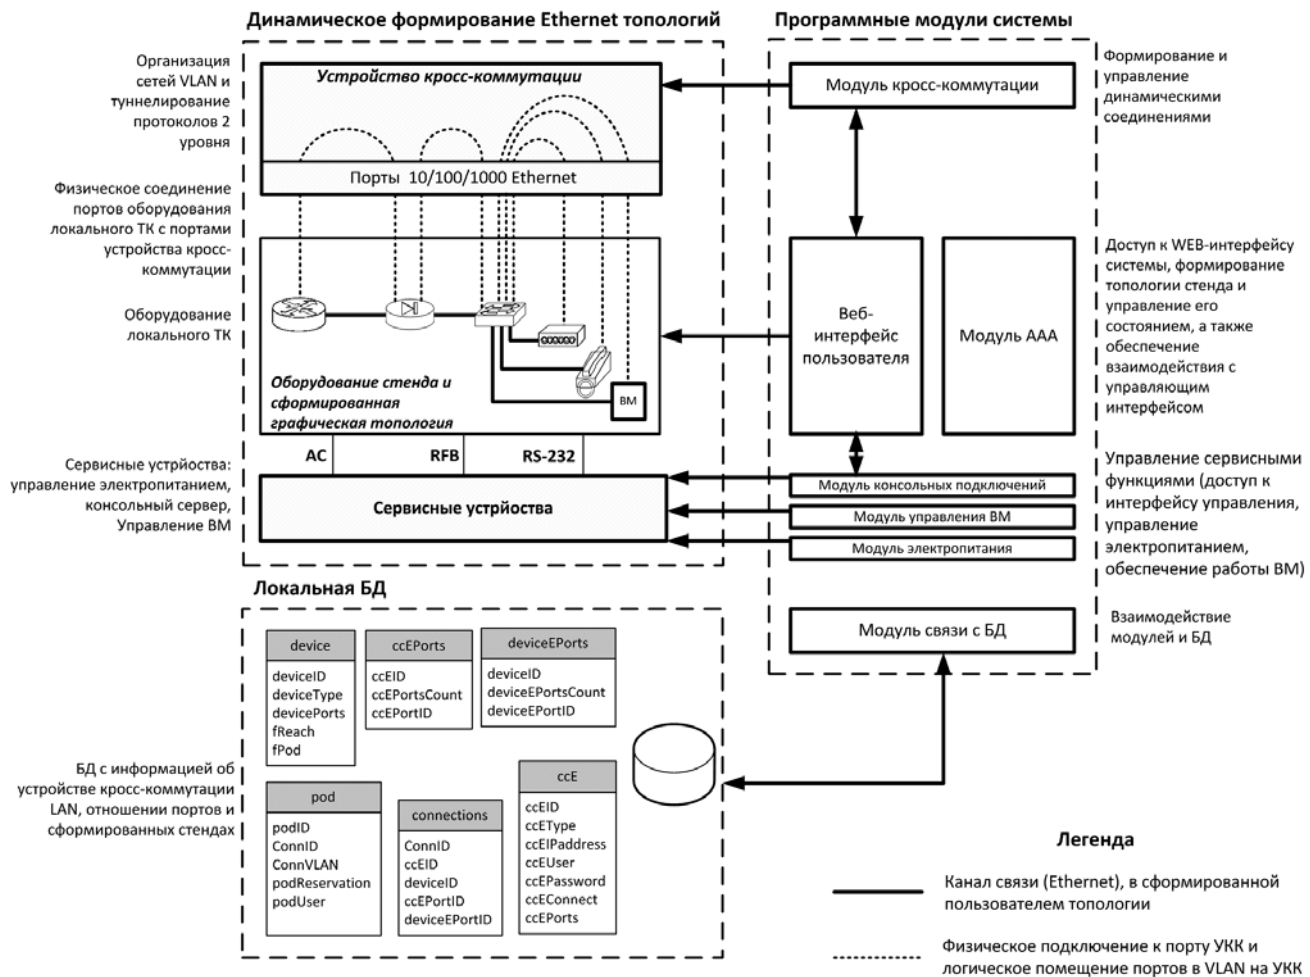 Динамическое формирование Ethernet топологий
Программные модули системы
Организация
сетей VLAN и
туннелирование
протоколов 2
уровня
Устройство кросс-коммутации
Порты 10/100/1000 Ethernet
Модуль кросс-коммутации
Формирование и
управление
динамическими
соединениями
Физическое соединение
портов оборудования
локального ТК с портами
устройства кросс-
коммутации
Оборудование
локального ТК
Оборудование стенда и
сформированная
графическая топология
ВМ
Веб-
интерфейс
пользователя
Модуль ААА
Доступ к WEB-интерфейсу
системы, формирование
топологии стенда и
управление его
состоянием, а также
обеспечение
взаимодействия с
управляющим
интерфейсом
AC
RFB
RS-232
Сервисные устрйоства:
управление электропитанием,
консольный сервер,
Управление ВМ
Сервисные устрйоства
Модуль консольных подключений
Модуль управления ВМ
Модуль электропитания
Управление сервисными
функциями (доступ к
интерфейсу управления,
управление
электропитанием,
обеспечение работы ВМ)
Локальная БД
Модуль связи с БД
Взаимодействие
модулей и БД
device
deviceID
deviceType
devicePorts
fReach
fPod
ccEPorts
ccEID
ccEPortsCount
ccEPortID
deviceEPorts
deviceID
deviceEPortsCount
deviceEPortID
БД с информацией об
устройстве кросс-коммутации
LAN, отношении портов и
сформированных стендах
pod
podID
ConnID
ConnVLAN
podReservation
podUser
connections
ConnID
ccEID
deviceID
ccEPortID
deviceEPortID
ccE
ccEID
ccEType
ccEIPaddress
ccEUser
ccEPassword
ccEConnect
ccEPorts
Легенда
Канал связи (Ethernet), в сформированной
пользователем топологии
Физическое подключение к порту УКК и
логическое помещение портов в VLAN на УКК